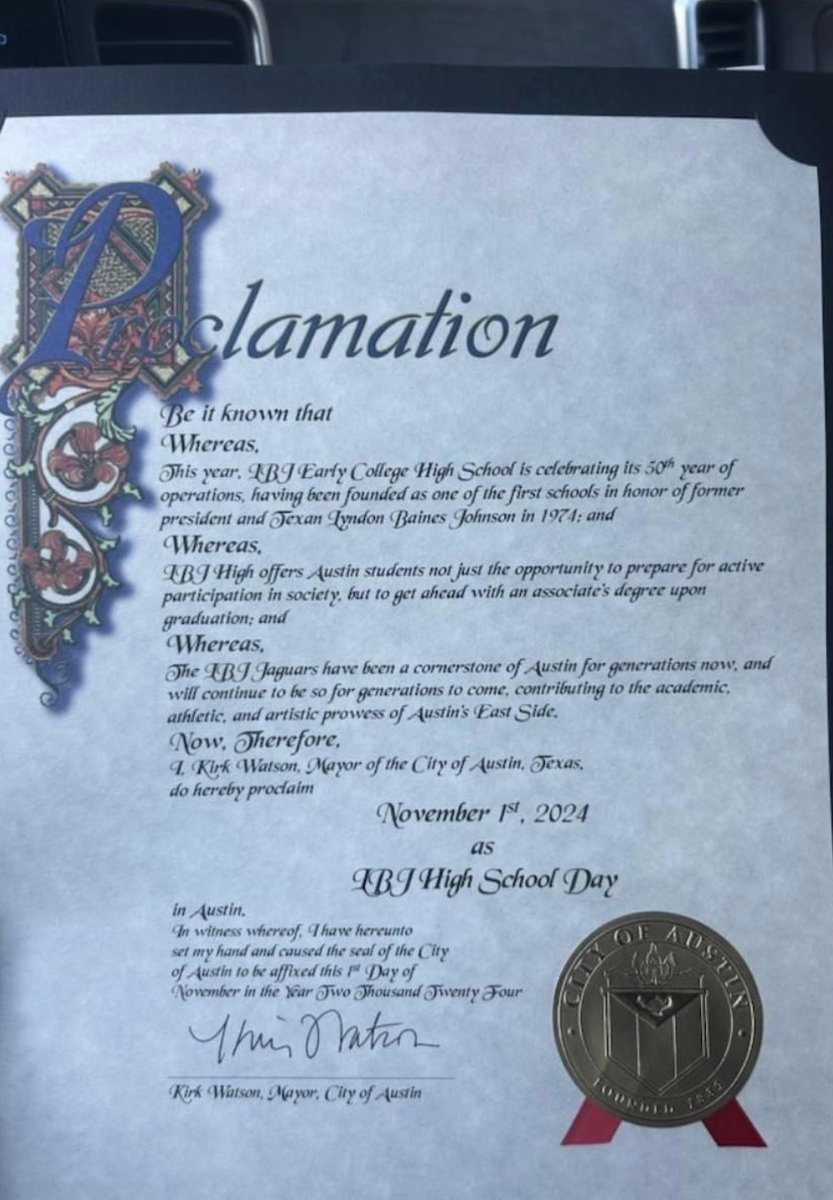 Proclamation
Be it known that
Whereas,
This year, LBJ Early College High School is celebrating its 50th year of
operations, having been founded as one of the first schools in honor of former
president and Texan Lyndon Baines Johnson in 1974; and
Whereas,
LBJ High offers Austin students not just the opportunity to prepare for active
participation in society, but to get ahead with an associate's degree upon
graduation; and
Whereas,
The LBJ Jaguars have been a cornerstone of Austin for generations now, and
will continue to be so for generations to come, contributing to the academic,
athletic, and artistic prowess of Austin's East Side.
Now, Therefore,
I, Kirk Watson, Mayor of the City of Austin, Texas,
do hereby proclaim
November 1st, 2024
as
LBJ High School Day
in Austin.
In witness whereof, I have hereunto
set my hand and caused the seal of the City
of Austin to be affixed this 1st Day of
November in the Year Two Thousand Twenty Four
Kirk Watson
Kirk Watson, Mayor, City of Austin
CITY OF AUSTIN
FOUNDED 1839